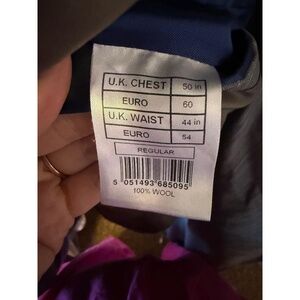 U.K. CHEST 50 in
EURO 60
U.K. WAIST 44 in
EURO 54
REGULAR
5 051493 685095
100% WOOL